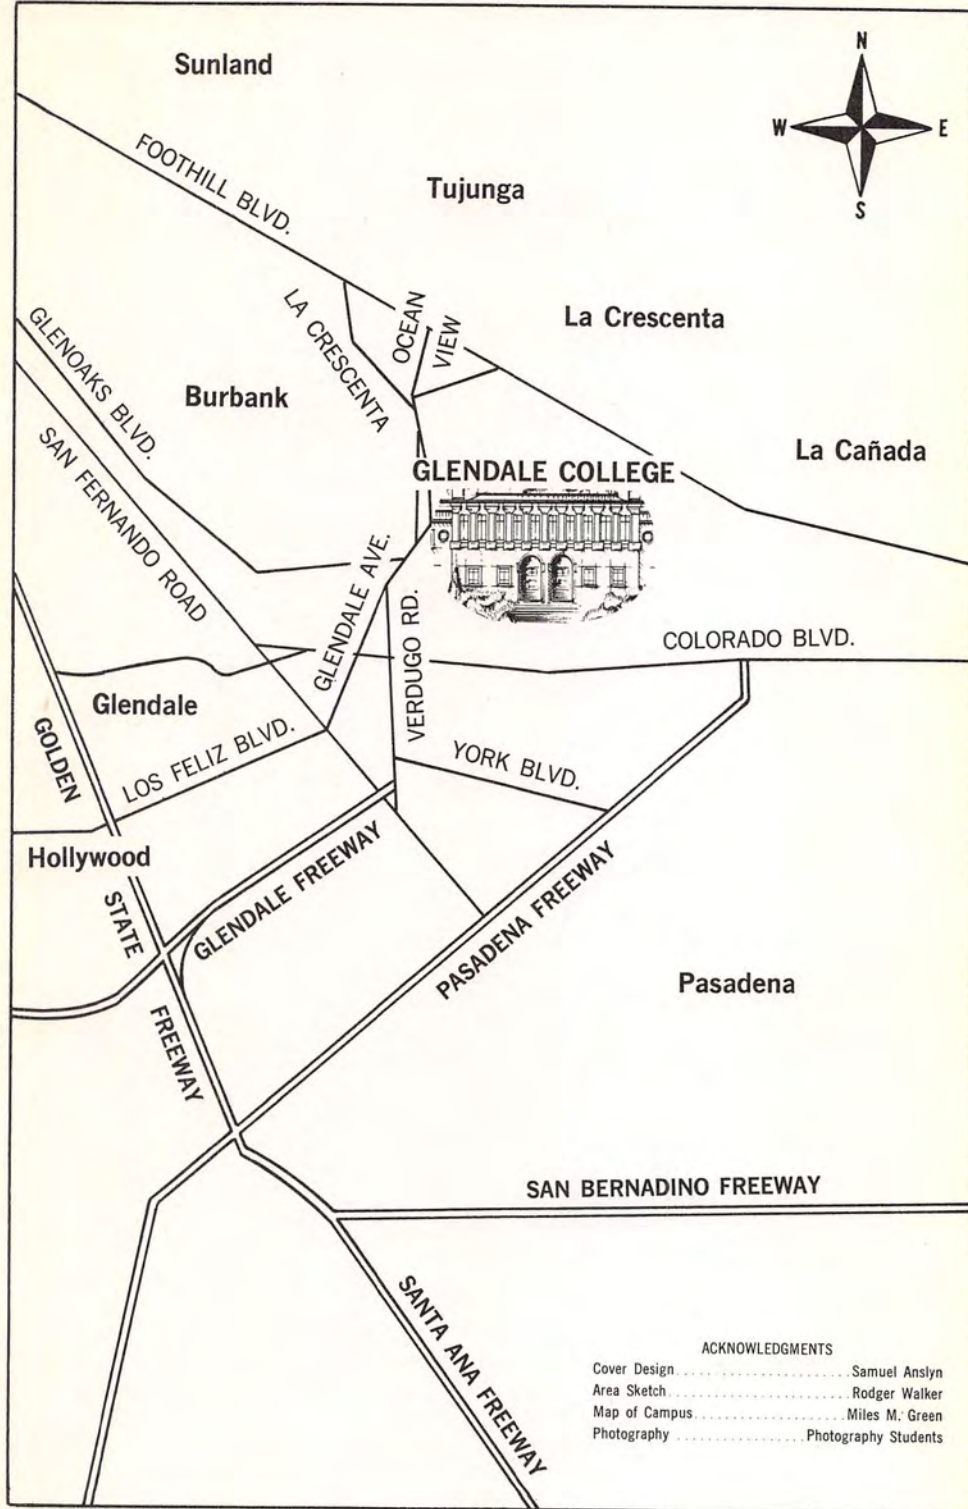 N
Sunland
W E
FOOTHILL BLVD.
Tujunga
S
LA CRESCENTA
OCEAN
VIEW
La Crescenta
GLENOAKS BLVD.
Burbank
SAN FERNANDO ROAD
La Cañada
GLENDALE COLLEGE
GLENDALE AVE.
VERDUGO RD.
COLORADO BLVD.
Glendale
GOLDEN
LOS FELIZ BLVD.
YORK BLVD.
Hollywood
STATE
GLENDALE FREEWAY
PASADENA FREEWAY
Pasadena
FREEWAY
SAN BERNADINO FREEWAY
SANTA ANA FREEWAY
ACKNOWLEDGMENTS
Cover Design........................Samuel Anslyn
Area Sketch.........................Rodger Walker
Map of Campus.....................Miles M. Green
Photography .................Photography Students